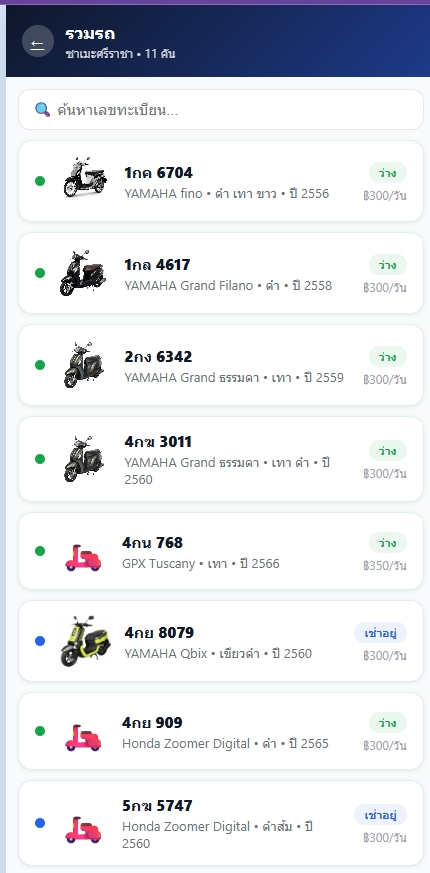 ←
รวมรถ
ชาเมะศรีราชา • 11 คัน
ค้นหาเลขทะเบียน...
1กด 6704
ว่าง
YAMAHA fino • ดำ เทา ขาว • ปี 2556
฿300/วัน
1กล 4617
ว่าง
YAMAHA Grand Filano • ดำ • ปี 2558
฿300/วัน
2กง 6342
ว่าง
YAMAHA Grand ธรรมดา • เทา • ปี 2559
฿300/วัน
4กฆ 3011
ว่าง
YAMAHA Grand ธรรมดา • เทา ดำ • ปี
2560
฿300/วัน
4กน 768
ว่าง
GPX Tuscany • เทา • ปี 2566
฿350/วัน
4กย 8079
เช่าอยู่
YAMAHA Qbix • เขียวดำ • ปี 2560
฿300/วัน
4กย 909
ว่าง
Honda Zoomer Digital • ดำ • ปี 2565
฿300/วัน
5กฆ 5747
เช่าอยู่
Honda Zoomer Digital • ดำส้ม • ปี
2560
฿300/วัน